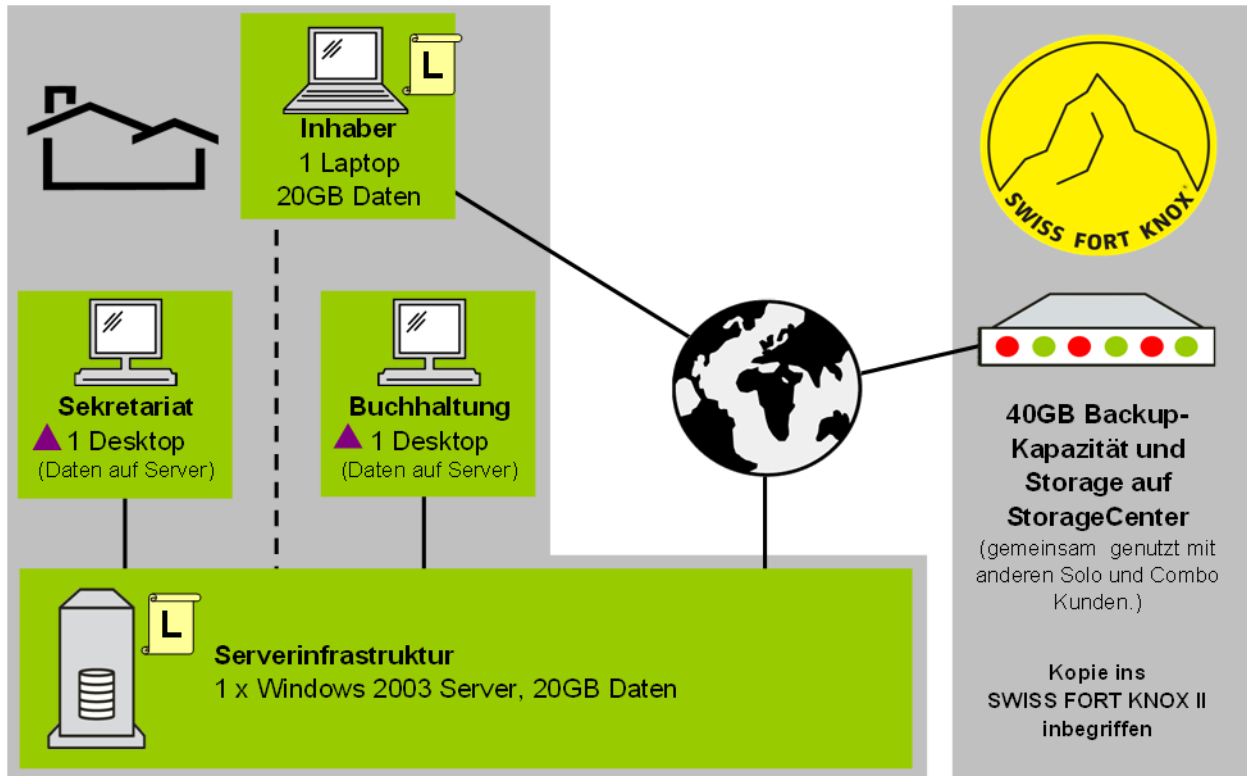 L
Inhaber
1 Laptop
20GB Daten
Sekretariat
1 Desktop
(Daten auf Server)
Buchhaltung
1 Desktop
(Daten auf Server)
L
Serverinfrastruktur
1 x Windows 2003 Server, 20GB Daten
SWISS FORT KNOX®
40GB Backup-
Kapazität und
Storage auf
StorageCenter
(gemeinsam genutzt mit
anderen Solo und Combo
Kunden.)
Kopie ins
SWISS FORT KNOX II
inbegriffen